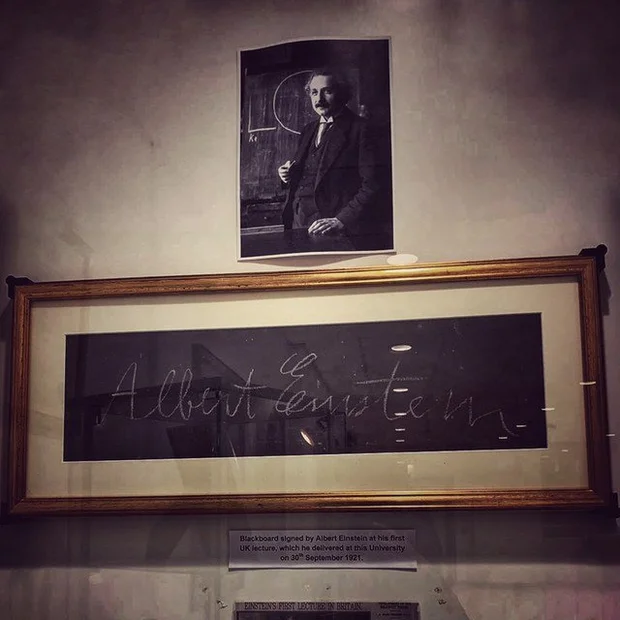 Albert Einstein
Blackboard signed by Albert Einstein at his first
UK lecture, which he delivered at this University
on 30th September 1921.
EINSTEIN'S FIRST LECTURE IN BRITAIN.